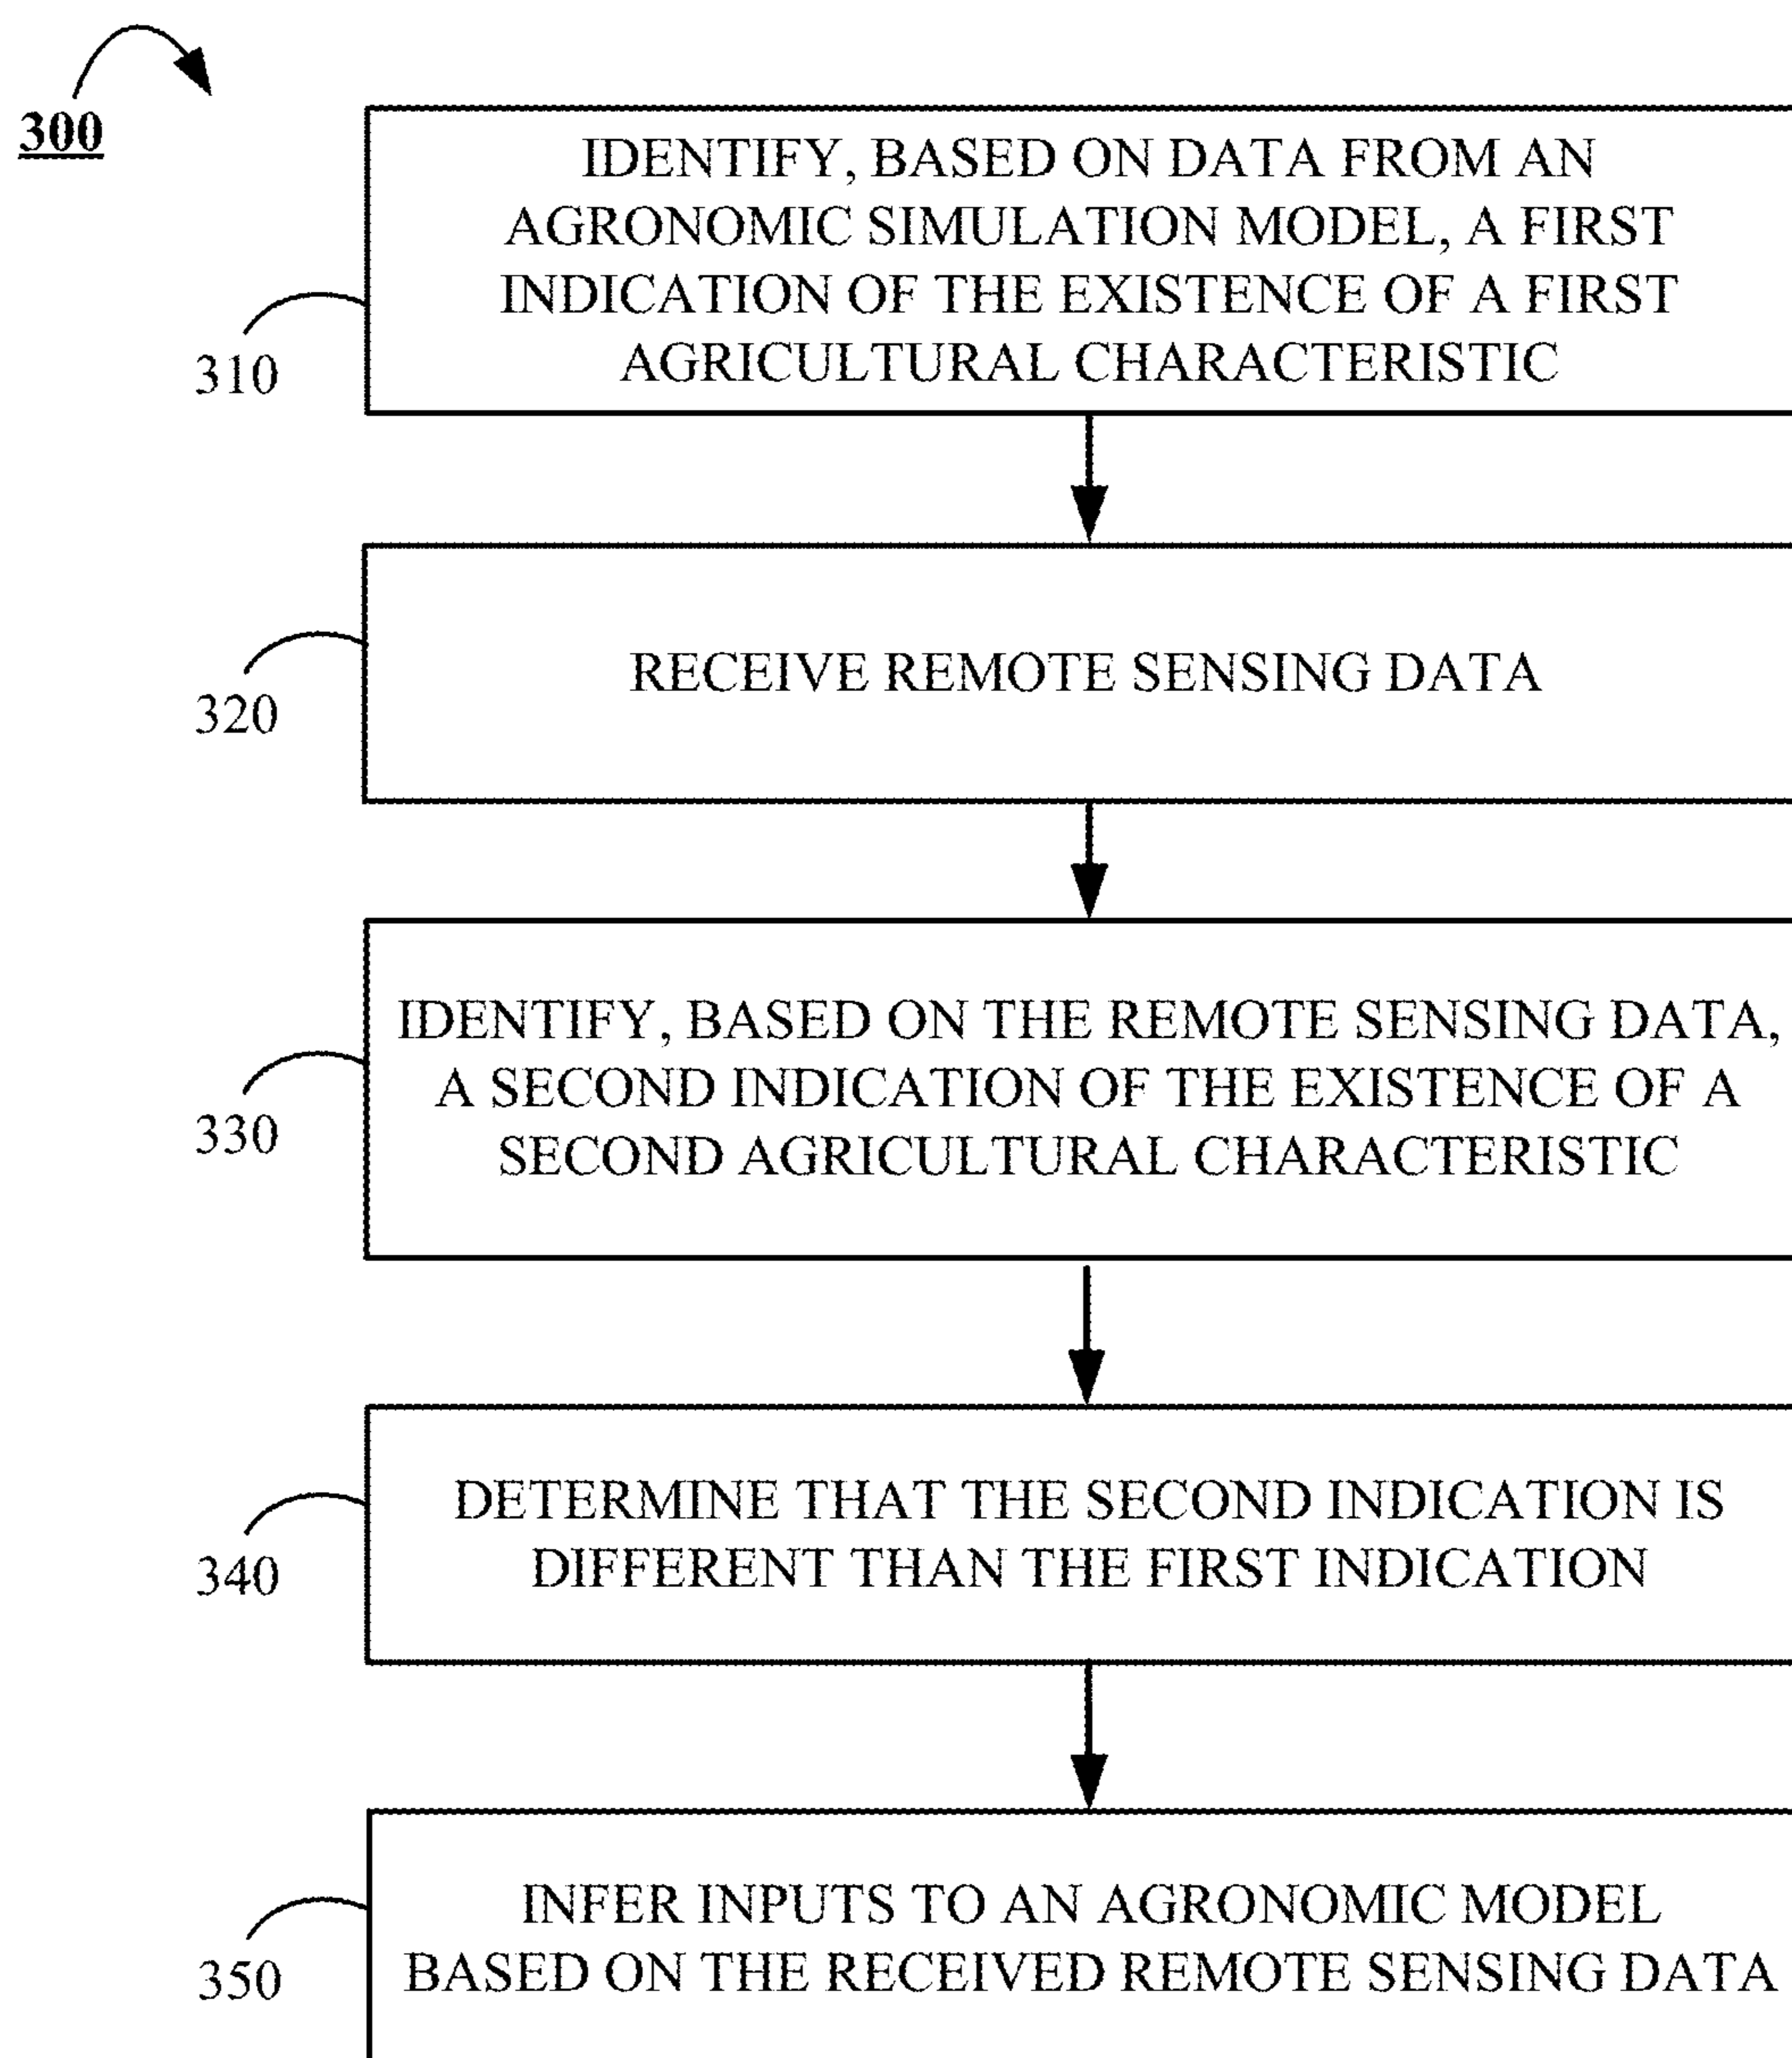 300
IDENTIFY, BASED ON DATA FROM AN
AGRONOMIC SIMULATION MODEL, A FIRST
INDICATION OF THE EXISTENCE OF A FIRST
AGRICULTURAL CHARACTERISTIC
310
RECEIVE REMOTE SENSING DATA
320
IDENTIFY, BASED ON THE REMOTE SENSING DATA,
A SECOND INDICATION OF THE EXISTENCE OF A
SECOND AGRICULTURAL CHARACTERISTIC
330
DETERMINE THAT THE SECOND INDICATION IS
DIFFERENT THAN THE FIRST INDICATION
340
INFER INPUTS TO AN AGRONOMIC MODEL
BASED ON THE RECEIVED REMOTE SENSING DATA
350